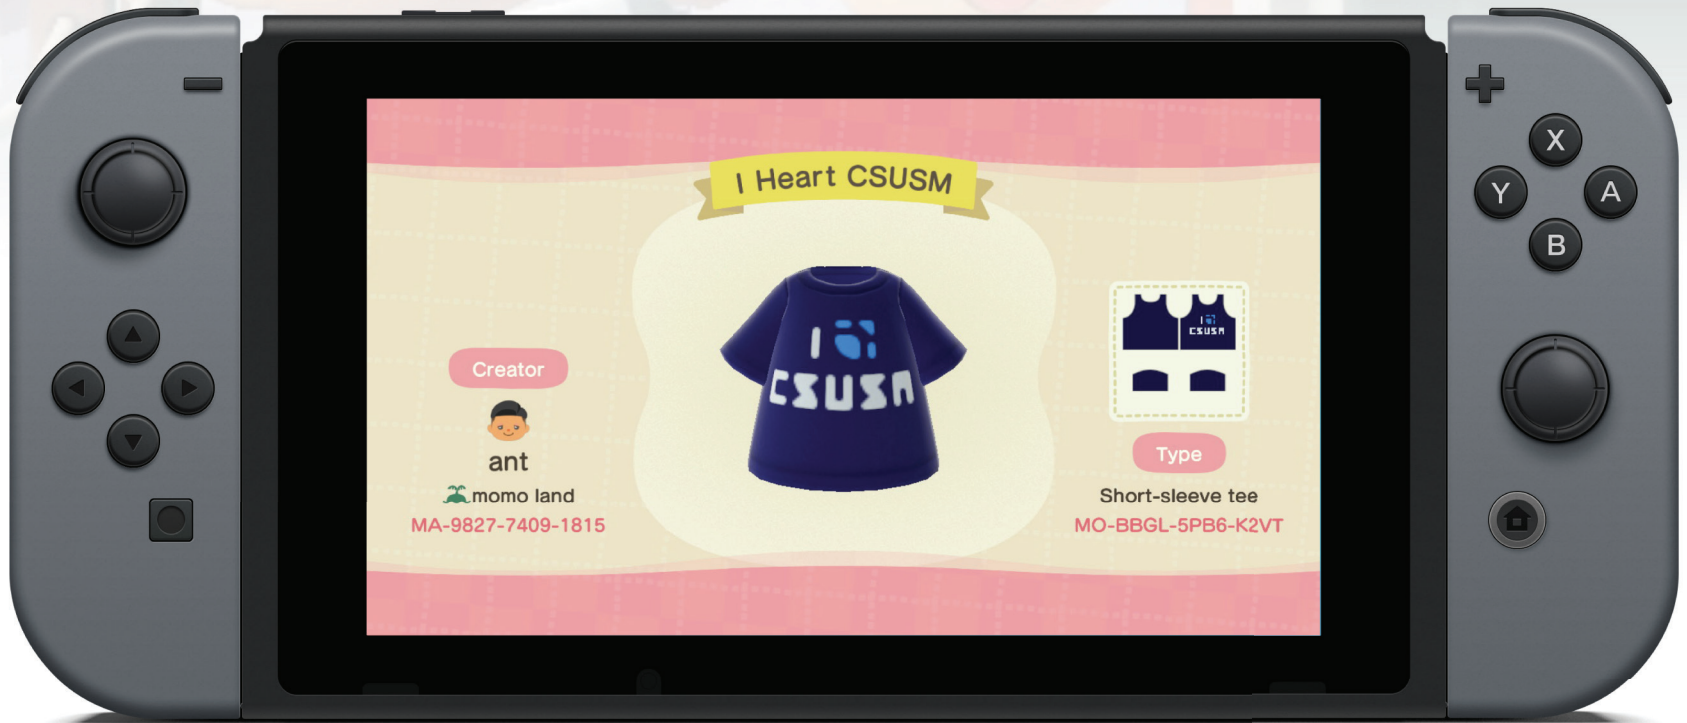 I Heart CSUSM
I
CSUSM
Creator
ant
momo land
MA-9827-7409-1815
I
CSUSM
Type
Short-sleeve tee
MO-BBGL-5PB6-K2VT
X
Y
A
B